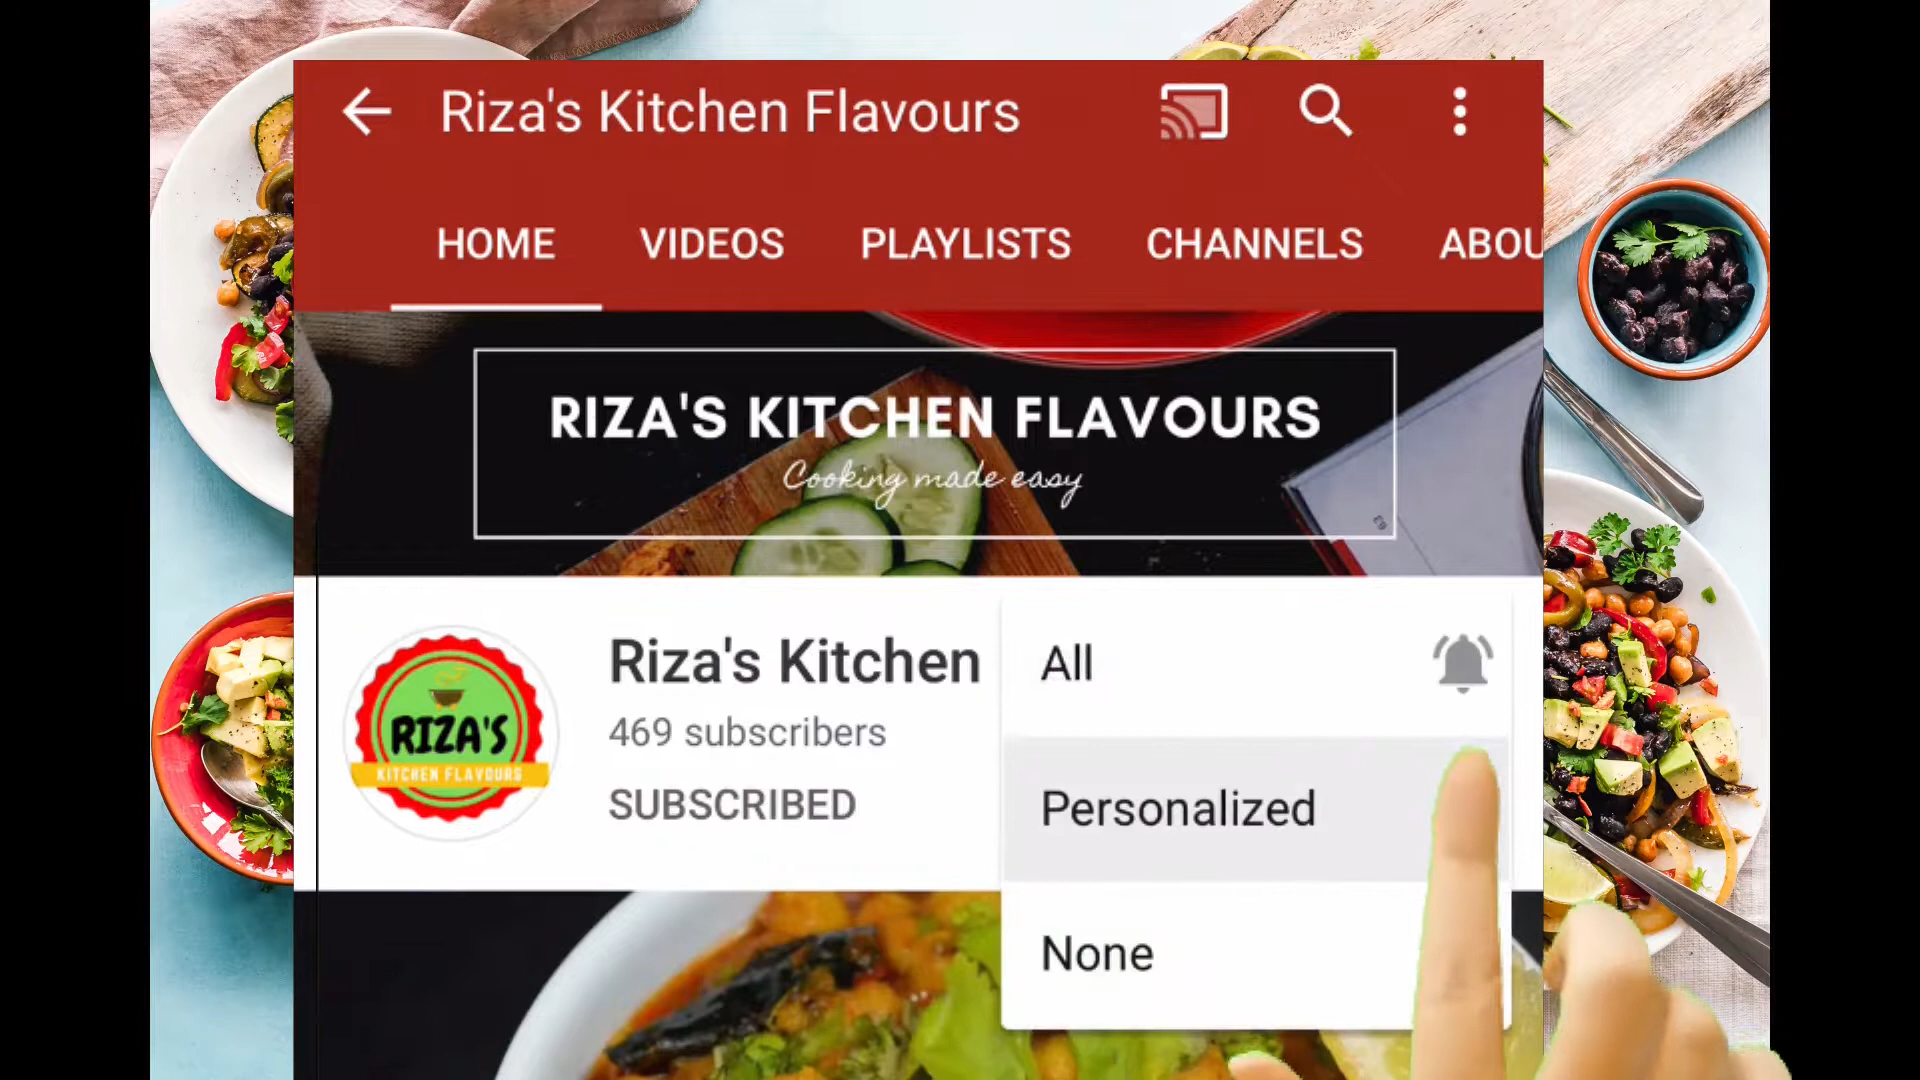 Riza's Kitchen Flavours
HOME VIDEOS PLAYLISTS CHANNELS ABOU
RIZA'S KITCHEN FLAVOURS
Cooking made easy
Riza's Kitchen
469 subscribers
SUBSCRIBED
RIZA'S
KITCHEN FLAVOURS
All
Personalized
None